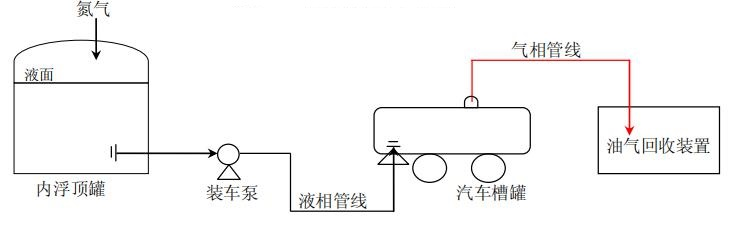 氮气
气相管线
液面
油气回收装置
内浮顶罐
装车泵
液相管线
汽车槽罐